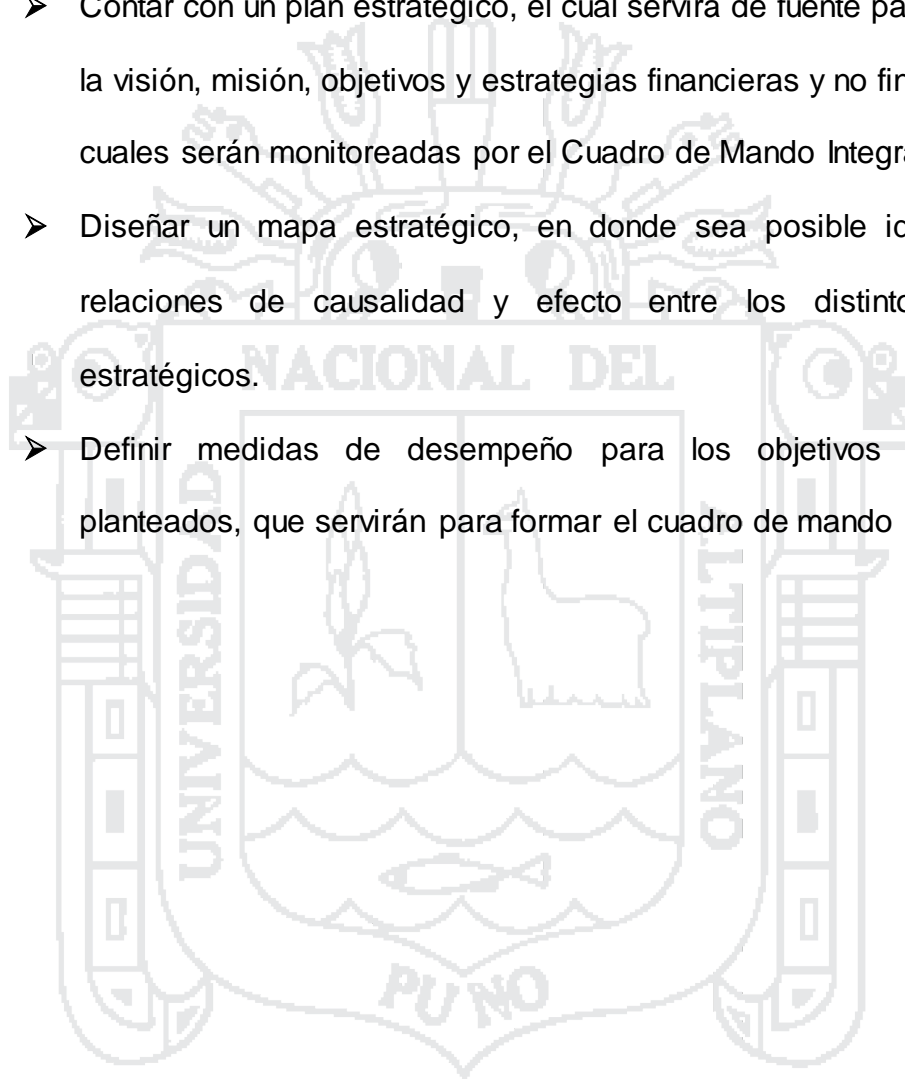 ➤ Contar con un plan estratégico, el cual servirá de fuente pa
la visión, misión, objetivos y estrategias financieras y no fin
cuales serán monitoreadas por el Cuadro de Mando Integra
➤ Diseñar un mapa estratégico, en donde sea posible id
relaciones de causalidad y efecto entre los distinto
estratégicos.
➤ Definir medidas de desempeño para los objetivos
planteados, que servirán para formar el cuadro de mando
NACIONAL DEL
UNIVERSIDAD
ALTIPLANO
PUNO